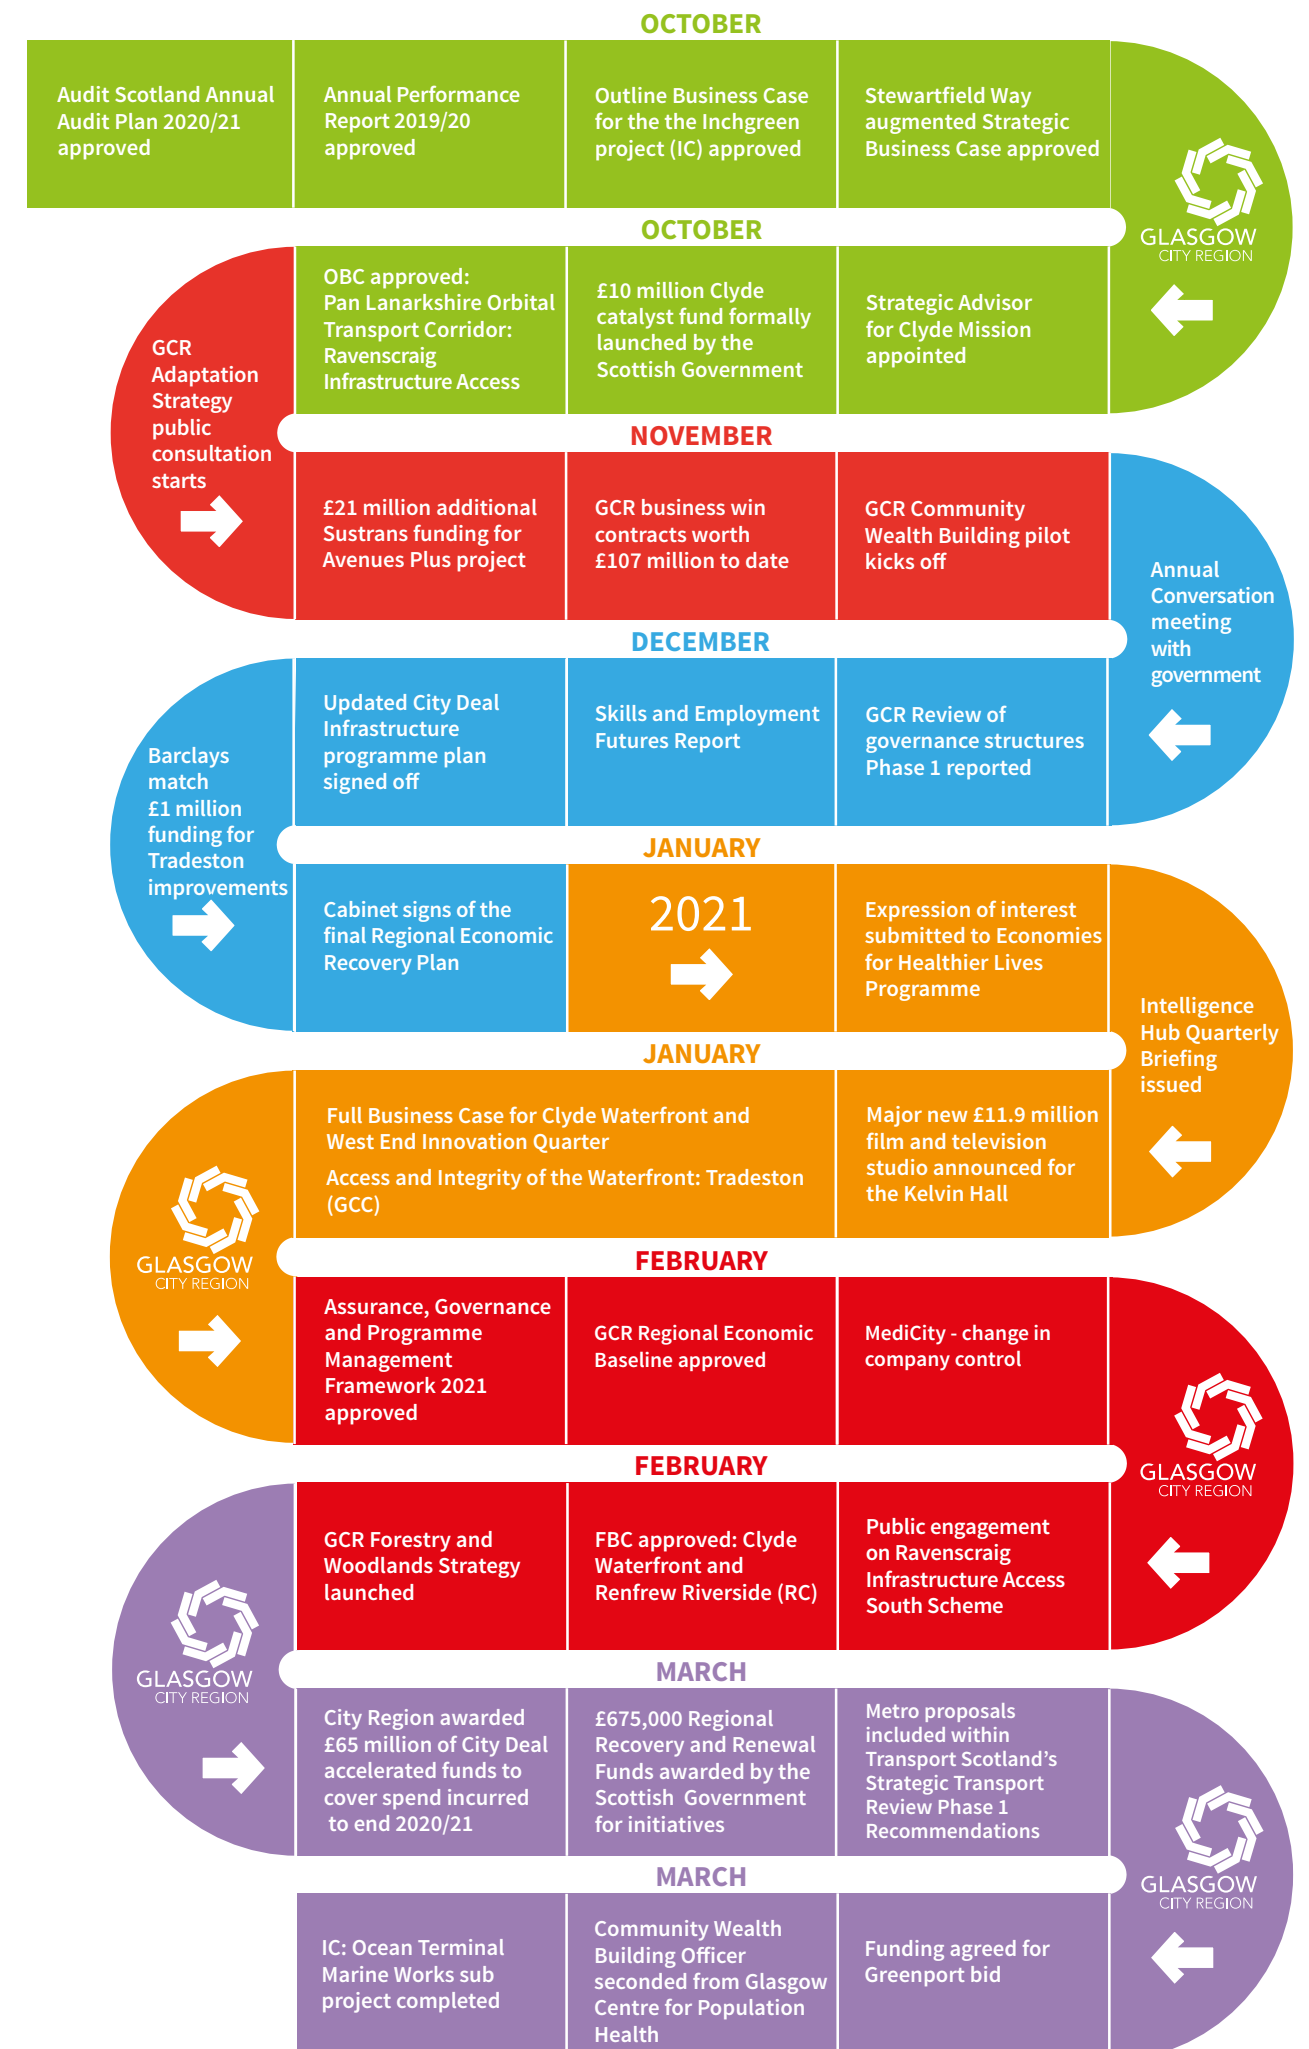 OCTOBER
Audit Scotland Annual
Audit Plan 2020/21
approved
Annual Performance
Report 2019/20
approved
Outline Business Case
for the the Inchgreen
project (IC) approved
Stewartfield Way
augmented Strategic
Business Case approved
GLASGOW
CITY REGION
OCTOBER
OBC approved:
Pan Lanarkshire Orbital
Transport Corridor:
Ravenscraig
Infrastructure Access
£10 million Clyde
catalyst fund formally
launched by the
Scottish Government
Strategic Advisor
for Clyde Mission
appointed
GCR
Adaptation
Strategy
public
consultation
starts
NOVEMBER
£21 million additional
Sustrans funding for
Avenues Plus project
GCR business win
contracts worth
£107 million to date
GCR Community
Wealth Building pilot
kicks off
Annual
Conversation
meeting
with
government
DECEMBER
Updated City Deal
Infrastructure
programme plan
signed off
Skills and Employment
Futures Report
GCR Review of
governance structures
Phase 1 reported
Barclays
match
£1 million
funding for
Tradeston
improvements
JANUARY
Cabinet signs of the
final Regional Economic
Recovery Plan
2021
Expression of interest
submitted to Economies
for Healthier Lives
Programme
Intelligence
Hub Quarterly
Briefing
issued
JANUARY
Full Business Case for Clyde Waterfront and
West End Innovation Quarter
Access and Integrity of the Waterfront: Tradeston
(GCC)
Major new £11.9 million
film and television
studio announced for
the Kelvin Hall
GLASGOW
CITY REGION
FEBRUARY
Assurance, Governance
and Programme
Management
Framework 2021
approved
GCR Regional Economic
Baseline approved
MediCity - change in
company control
GLASGOW
CITY REGION
FEBRUARY
GCR Forestry and
Woodlands Strategy
launched
FBC approved: Clyde
Waterfront and
Renfrew Riverside (RC)
Public engagement
on Ravenscraig
Infrastructure Access
South Scheme
GLASGOW
CITY REGION
MARCH
City Region awarded
£65 million of City Deal
accelerated funds to
cover spend incurred
to end 2020/21
£675,000 Regional
Recovery and Renewal
Funds awarded by the
Scottish Government
for initiatives
Metro proposals
included within
Transport Scotland's
Strategic Transport
Review Phase 1
Recommendations
GLASGOW
CITY REGION
MARCH
IC: Ocean Terminal
Marine Works sub
project completed
Community Wealth
Building Officer
seconded from Glasgow
Centre for Population
Health
Funding agreed for
Greenport bid